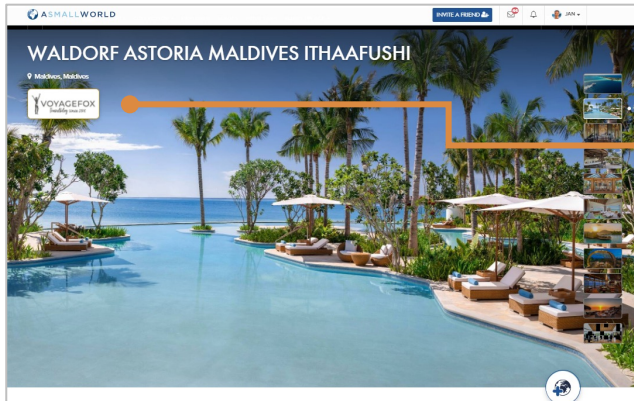 ASMALLWORLD
INVITE A FRIEND
JAN
WALDORF ASTORIA MALDIVES ITHAAFUSHI
Maldives, Maldives
VOYAGEFOX